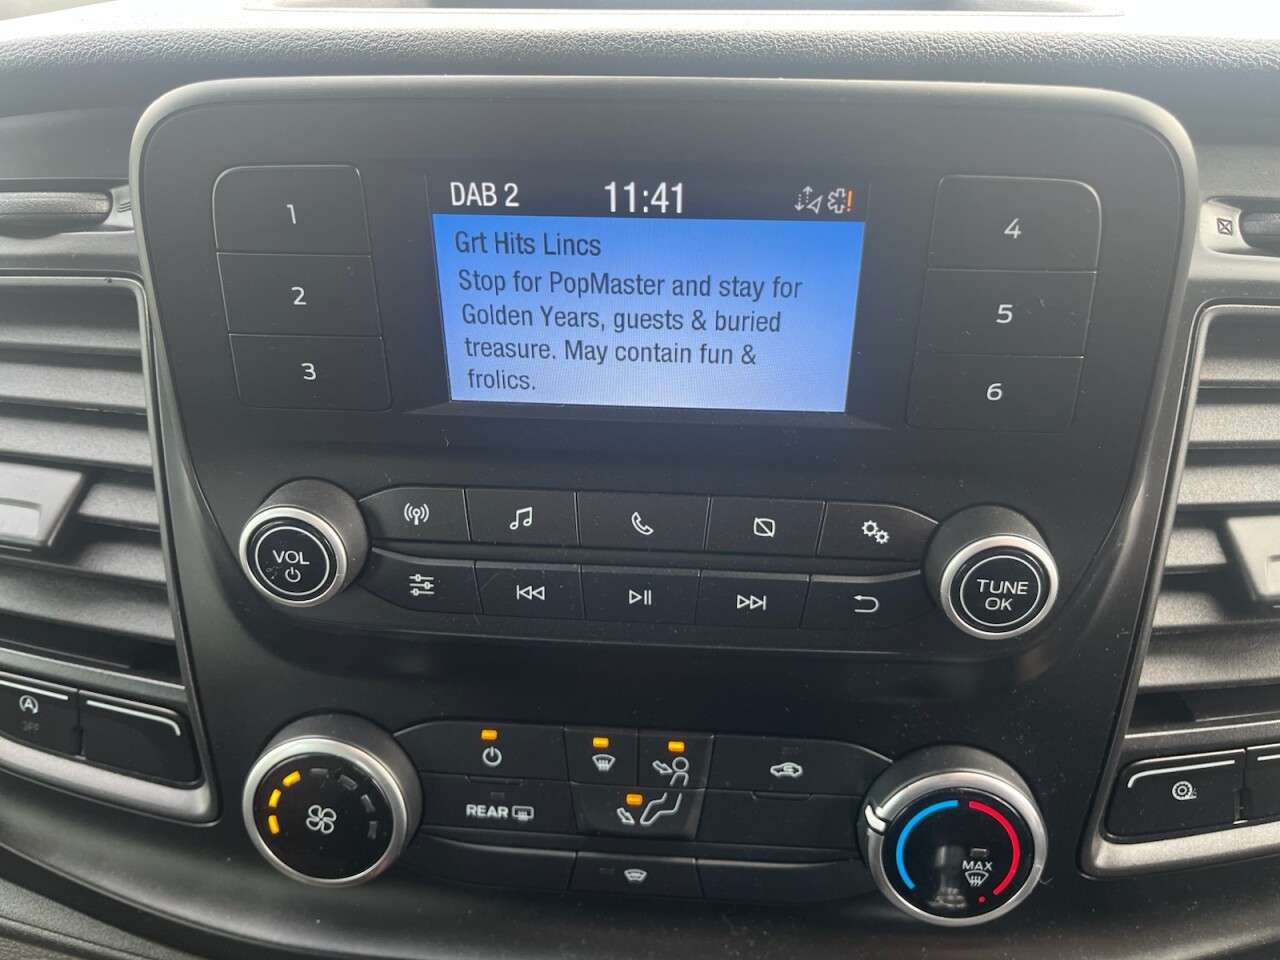 DAB 2 11:41
Grt Hits Lincs
Stop for PopMaster and stay for
Golden Years, guests & buried
treasure. May contain fun &
frolics.
1
2
3
4
5
6
VOL
TUNE
OK
A
OFF
REAR
MAX